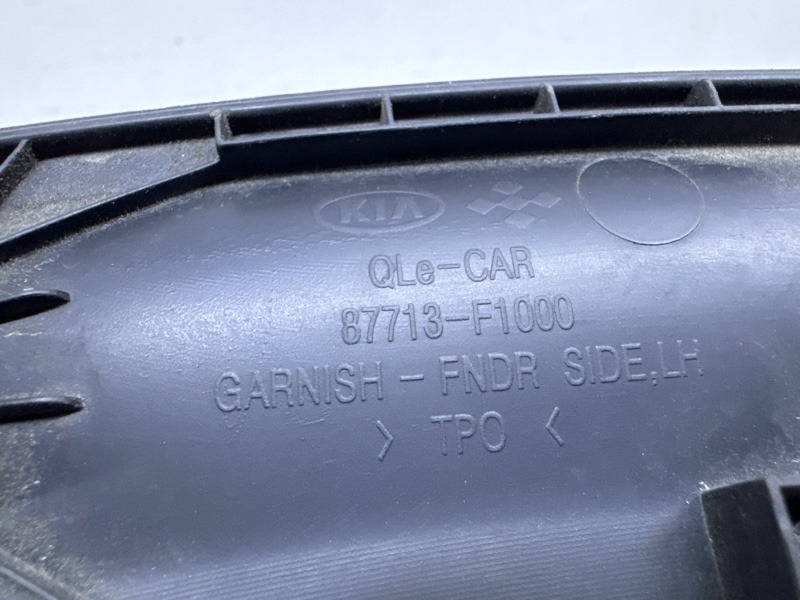 KIA
QLe-CAR
87713-F1000
GARNISH - FNDR SIDE,LH
> TPO <